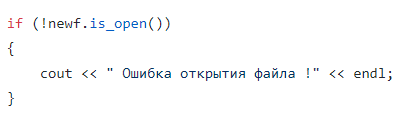 if (!newf.is_open())
{
    cout << " Ошибка открытия файла !" << endl;
}